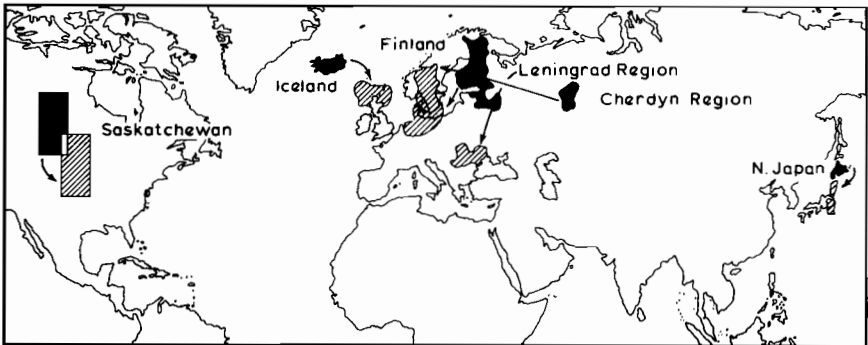 Finland
Leningrad Region
Iceland
Cherdyn Region
Saskatchewan
N. Japan